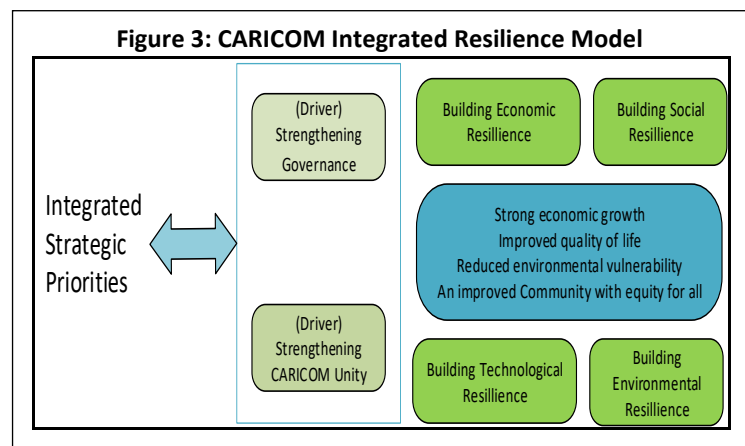 Figure 3: CARICOM Integrated Resilience Model
Integrated
Strategic
Priorities
(Driver)
Strengthening
Governance
(Driver)
Strengthening
CARICOM Unity
Building Economic
Resillience
Building Social
Resillience
Strong economic growth
Improved quality of life
Reduced environmental vulnerability
An improved Community with equity for all
Building Technological
Resillience
Building
Environmental
Resillience